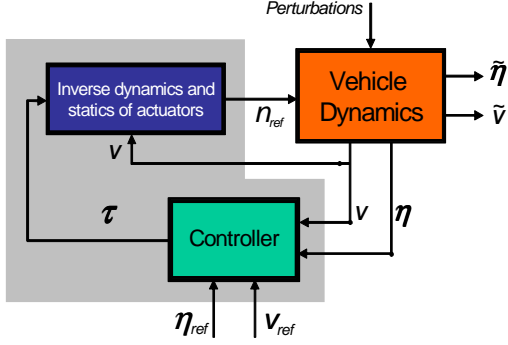 Perturbations
Inverse dynamics and
statics of actuators
n_ref
Vehicle
Dynamics
η̃
ṽ
v
τ
v
η
Controller
η_ref
v_ref